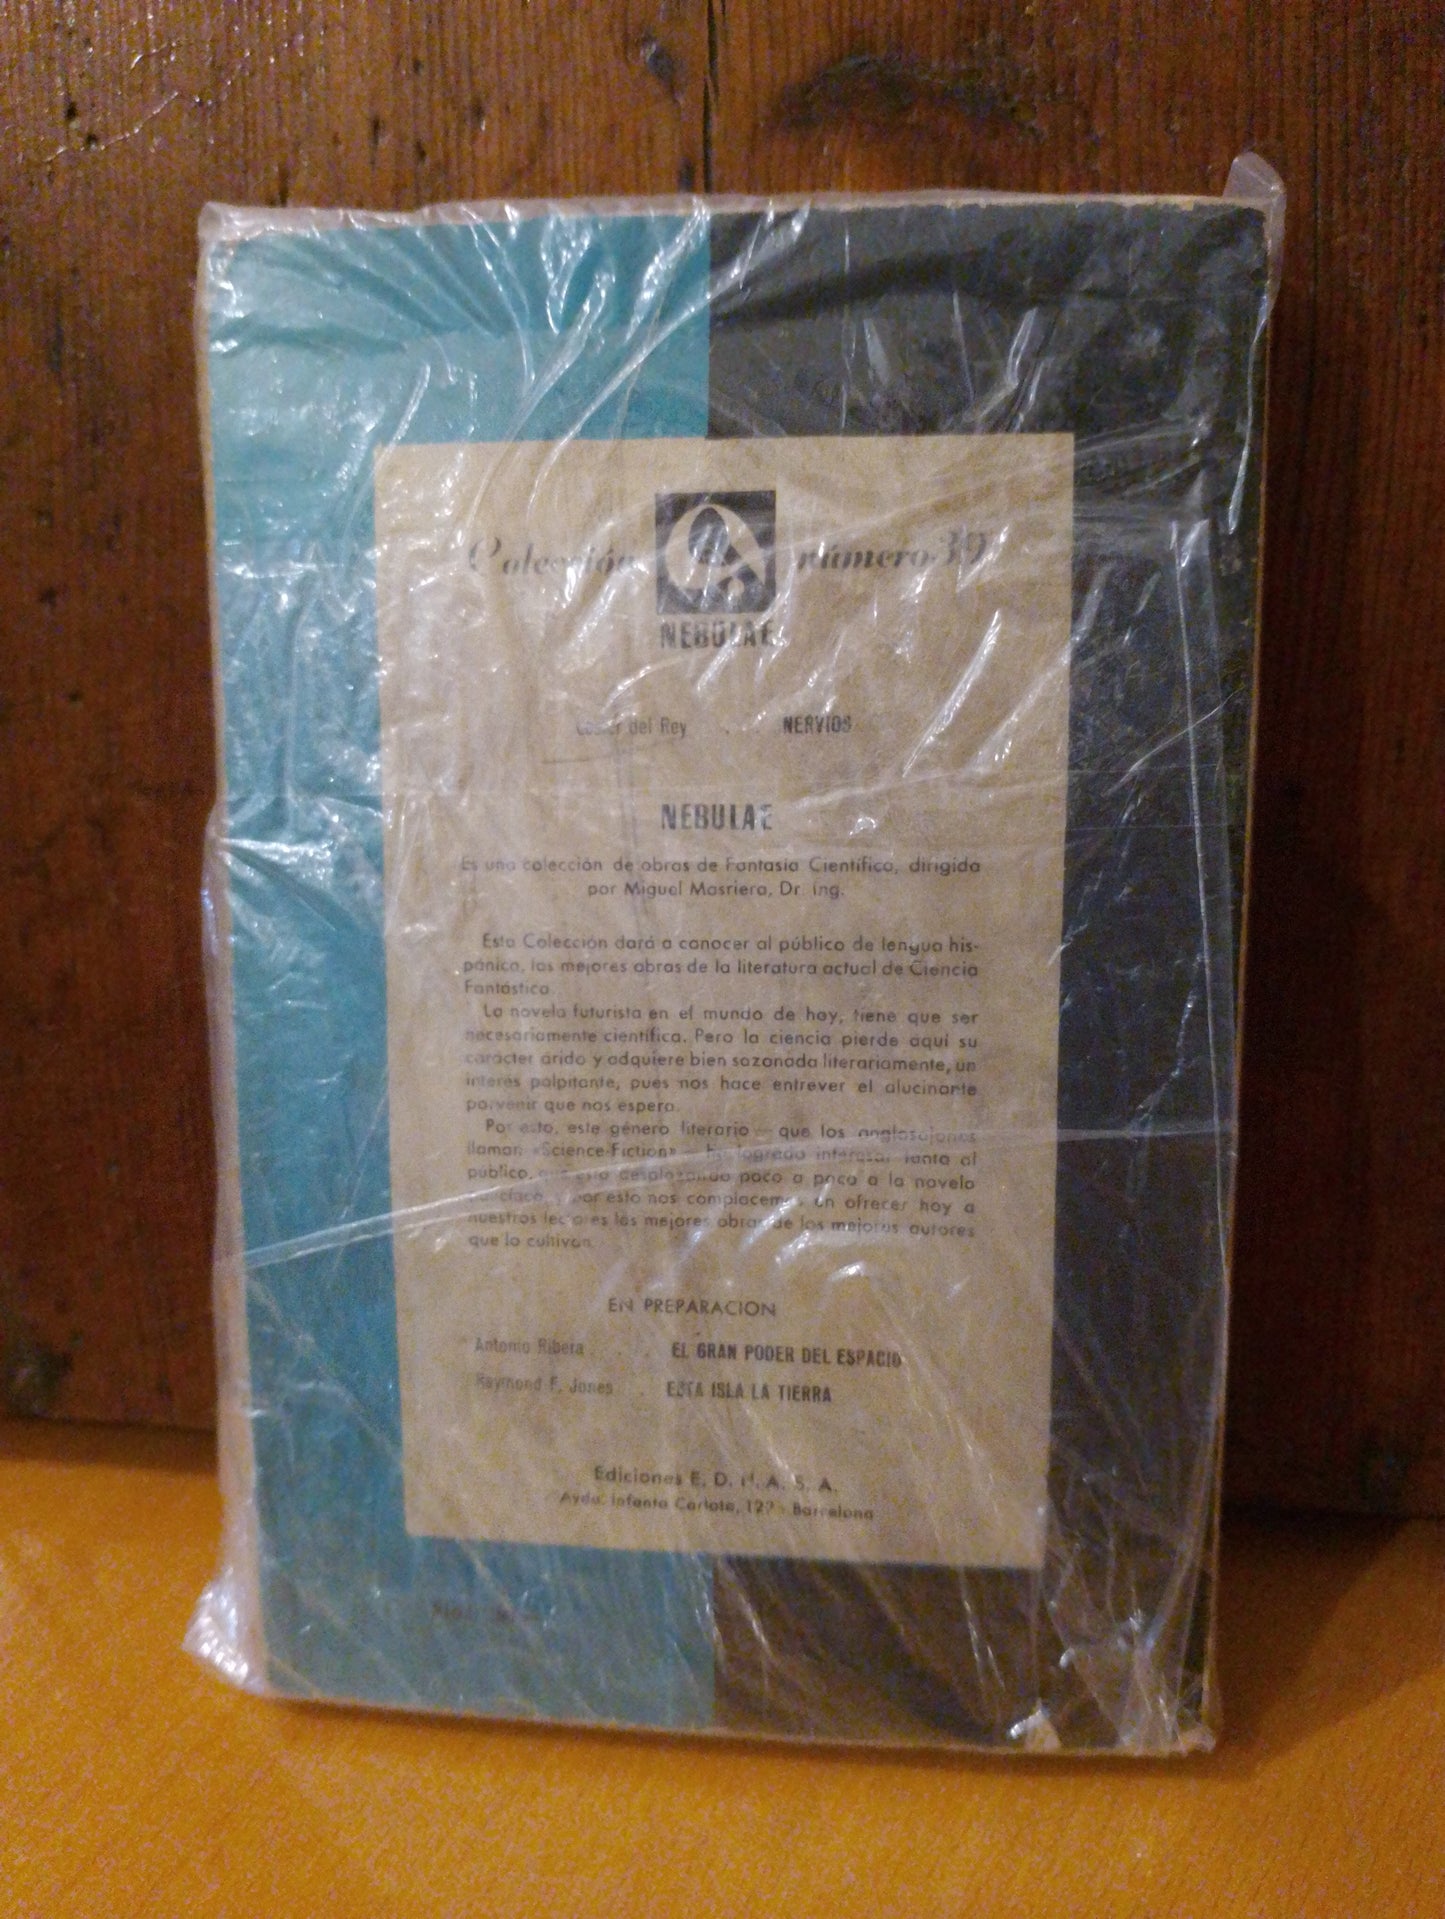 Colección número 39
NEBULAE
Lester del Rey . . NERVIOS
NEBULAE
Es una colección de obras de Fantasía Científica, dirigida
por Miguel Masriera, Dr. Ing.
Esta Colección dará a conocer al público de lengua his-
pánica, las mejores obras de la literatura actual de Ciencia
Fantástica.
La novela futurista en el mundo de hoy, tiene que ser
necesariamente científica. Pero la ciencia pierde aquí su
carácter árido y adquiere bien sazonada literariamente, un
interés palpitante, pues nos hace entrever el alucinante
porvenir que nos espera.
Por esto, este género literario — que los anglosajones
llaman «Science-Fiction» — ha logrado interesar tanto al
público, que está desplazando poco a poco a la novela
policíaca, y por esto nos complacemos en ofrecer hoy a
nuestros lectores las mejores obras de los mejores autores
que lo cultivan.
EN PREPARACION
Antonio Ribera . . . EL GRAN PODER DEL ESPACIO
Raymond F. Jones . ESTA ISLA LA TIERRA
Ediciones E. D. H. A. S. A.
Avda. Infanta Carlota, 129 - Barcelona